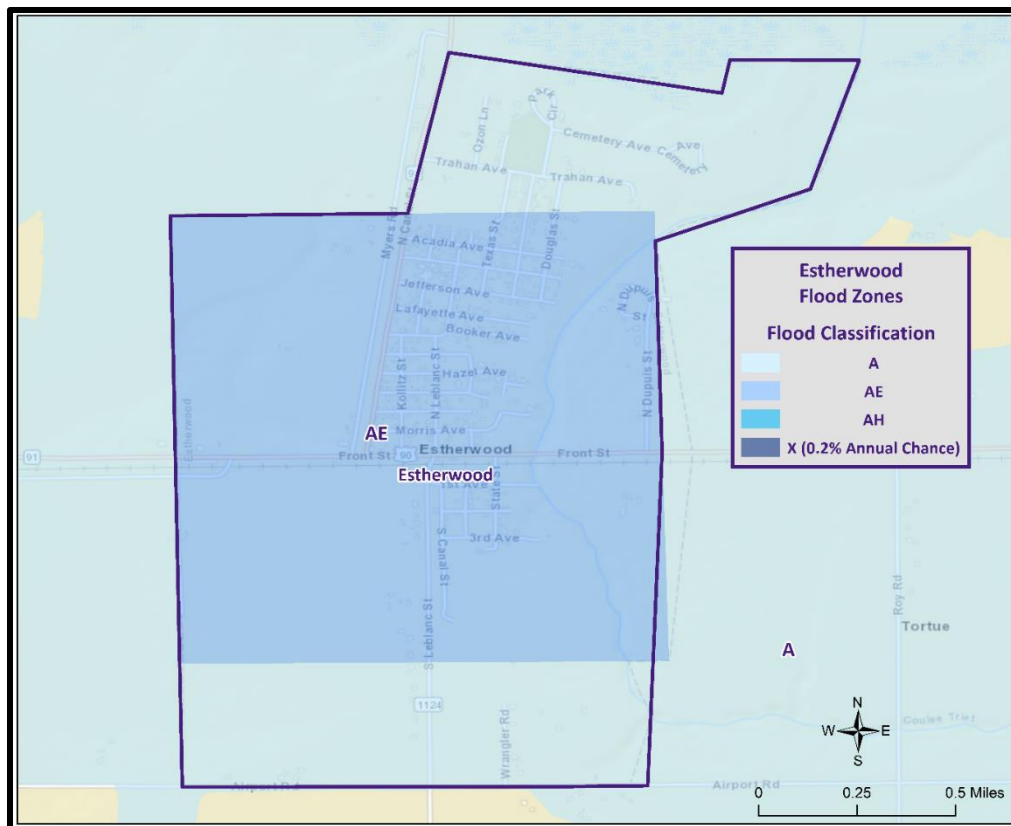 Park Cir
Ozon Ln
Cemetery Ave
Cemetery Ave
Trahan Ave
Trahan Ave
Myers Rd
N Canal St
Acadia Ave
Texas St
Douglas St
Jefferson Ave
Lafayette Ave
Booker Ave
N Dupuis St
Kollitz St
N Leblanc St
Hazel Ave
N Dupuis St
Estherwood
Morris Ave
AE
91
Front St
90
Estherwood
Front St
Estherwood
1st Ave
State St
3rd Ave
S Canal St
S Leblanc St
1124
Wrangler Rd
Airport Rd
Airport Rd
Roy Rd
Tortue
A
Coulee Trief
Estherwood
Flood Zones
Flood Classification
A
AE
AH
X (0.2% Annual Chance)
N
W E
S
0 0.25 0.5 Miles